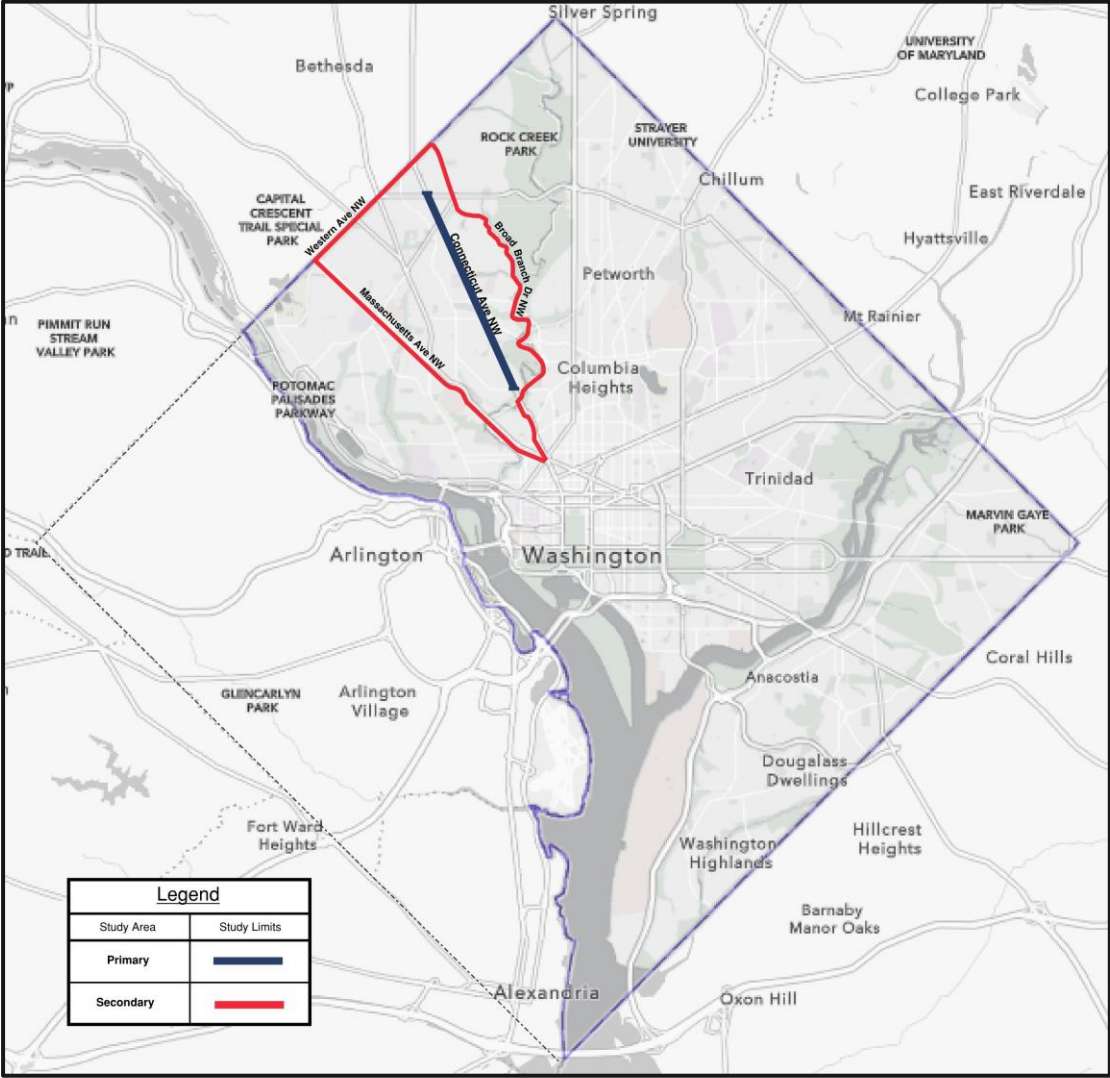 Silver Spring
UNIVERSITY
OF MARYLAND
Bethesda
College Park
ROCK CREEK
PARK
STRAYER
UNIVERSITY
Chillum
East Riverdale
CAPITAL
CRESCENT
TRAIL SPECIAL
PARK
Western Ave NW
Broad Branch Dr NW
Connecticut Ave NW
Hyattsville
Petworth
Massachusetts Ave NW
Mt Rainier
PIMMIT RUN
STREAM
VALLEY PARK
Columbia
Heights
POTOMAC
PALISADES
PARKWAY
Trinidad
MARVIN GAYE
PARK
D TRAIL
Arlington
Washington
Coral Hills
Anacostia
GLENCARLYN
PARK
Arlington
Village
Dougalass
Dwellings
Fort Ward
Heights
Washington
Highlands
Hillcrest
Heights
Barnaby
Manor Oaks
Alexandria
Oxon Hill
Legend
Study Area Study Limits
Primary
Secondary